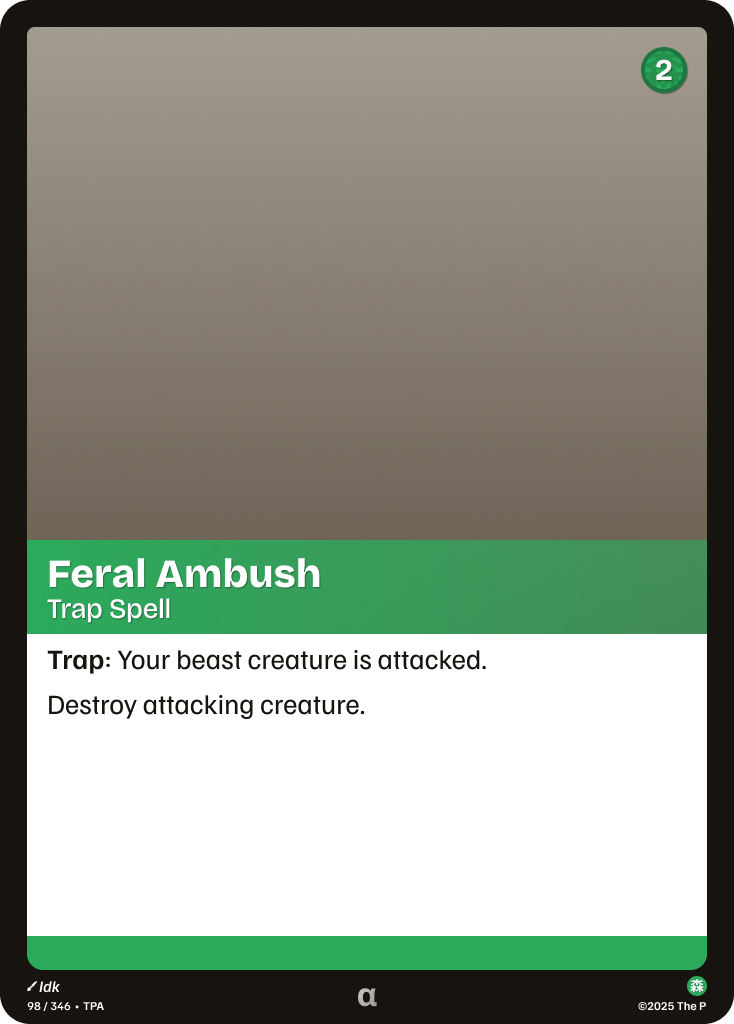 2
Feral Ambush
Trap Spell
Trap: Your beast creature is attacked.
Destroy attacking creature.
Idk
98 / 346 • TPA
α
森
©2025 The P